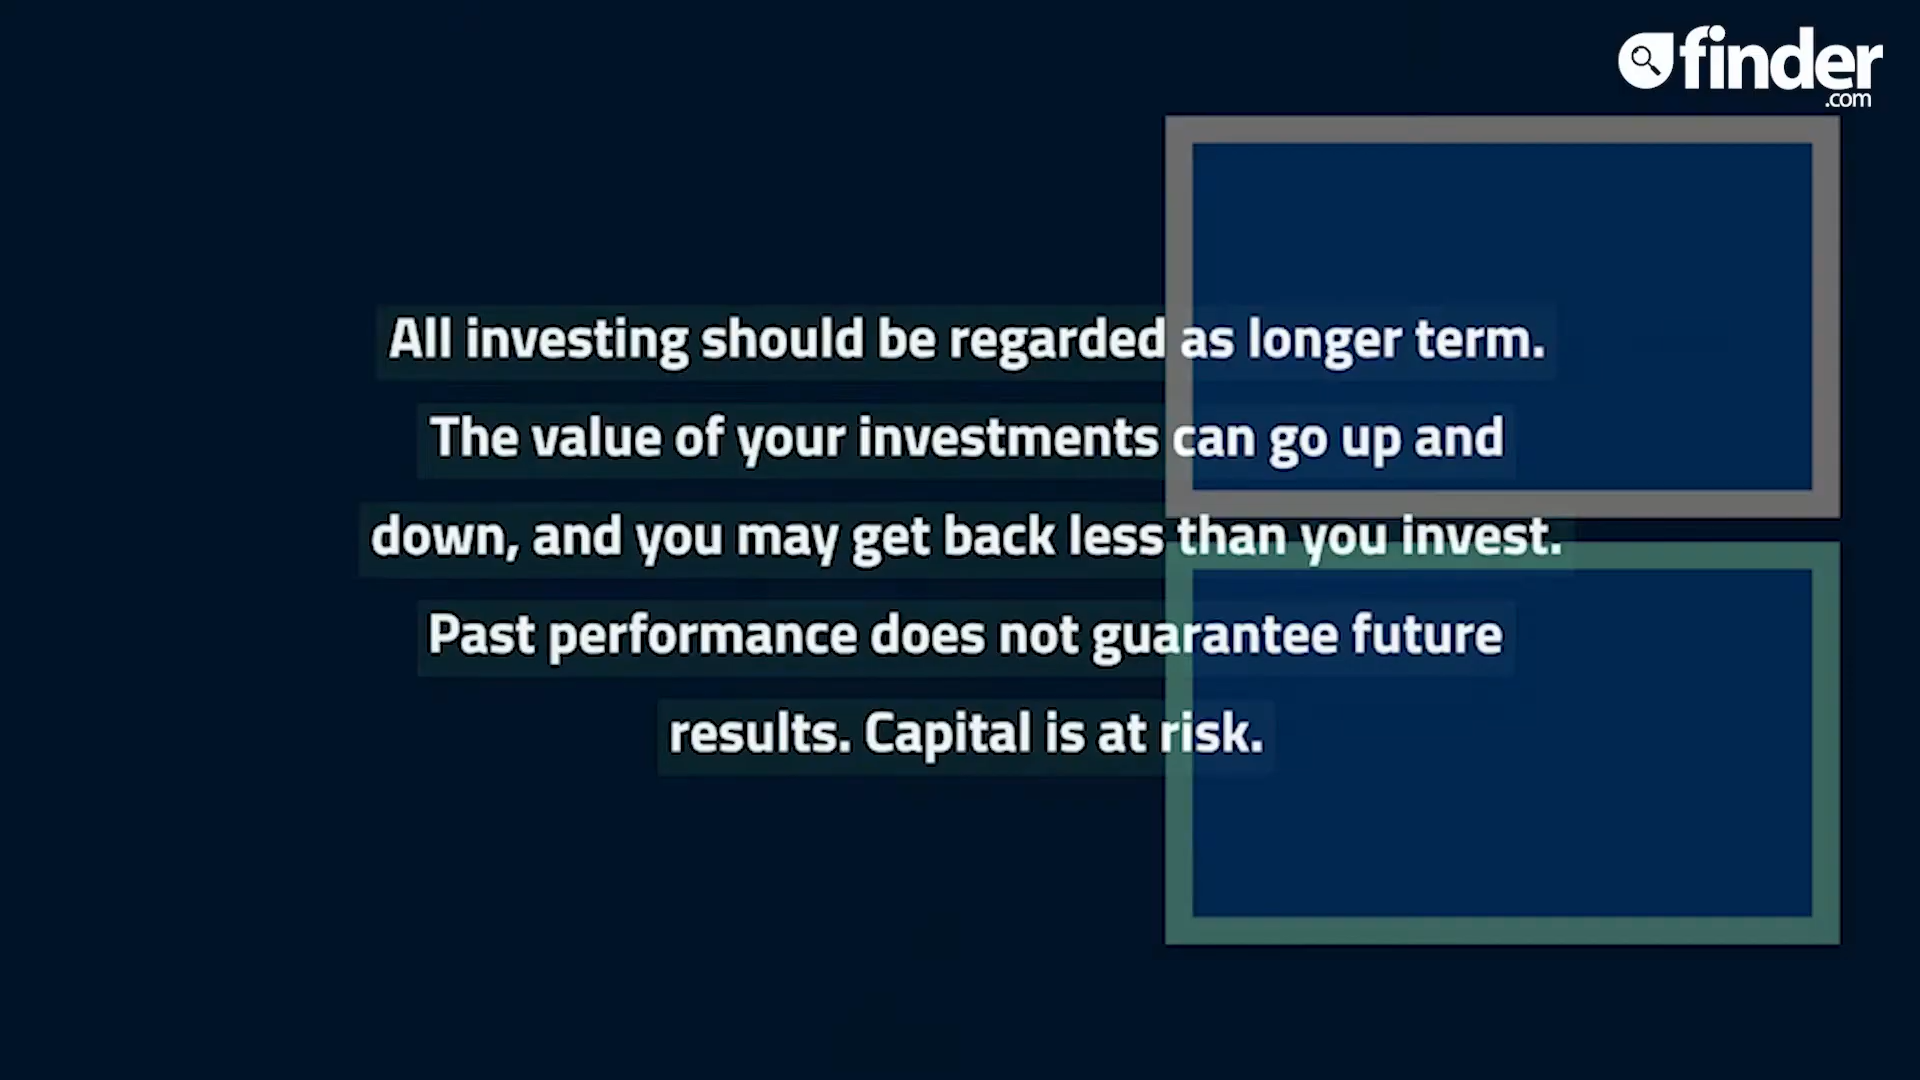 finder
.com
All investing should be regarded as longer term.
The value of your investments can go up and
down, and you may get back less than you invest.
Past performance does not guarantee future
results. Capital is at risk.